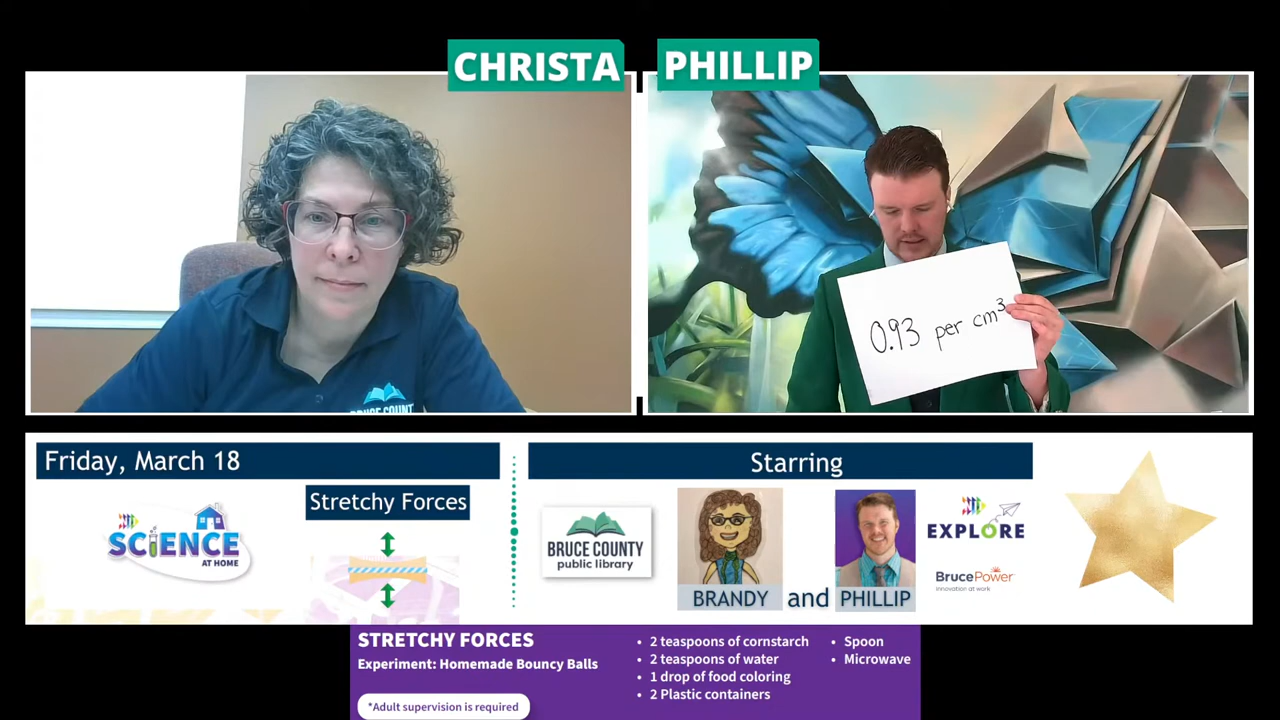 CHRISTA
PHILLIP
BRUCE COUNT
0.93 per cm³
Friday, March 18
SCIENCE
AT HOME
Stretchy Forces
Starring
BRUCE COUNTY
public library
BRANDY
and
PHILLIP
EXPLORE
BrucePower
Innovation at work
STRETCHY FORCES
Experiment: Homemade Bouncy Balls
*Adult supervision is required
• 2 teaspoons of cornstarch
• 2 teaspoons of water
• 1 drop of food coloring
• 2 Plastic containers
• Spoon
• Microwave